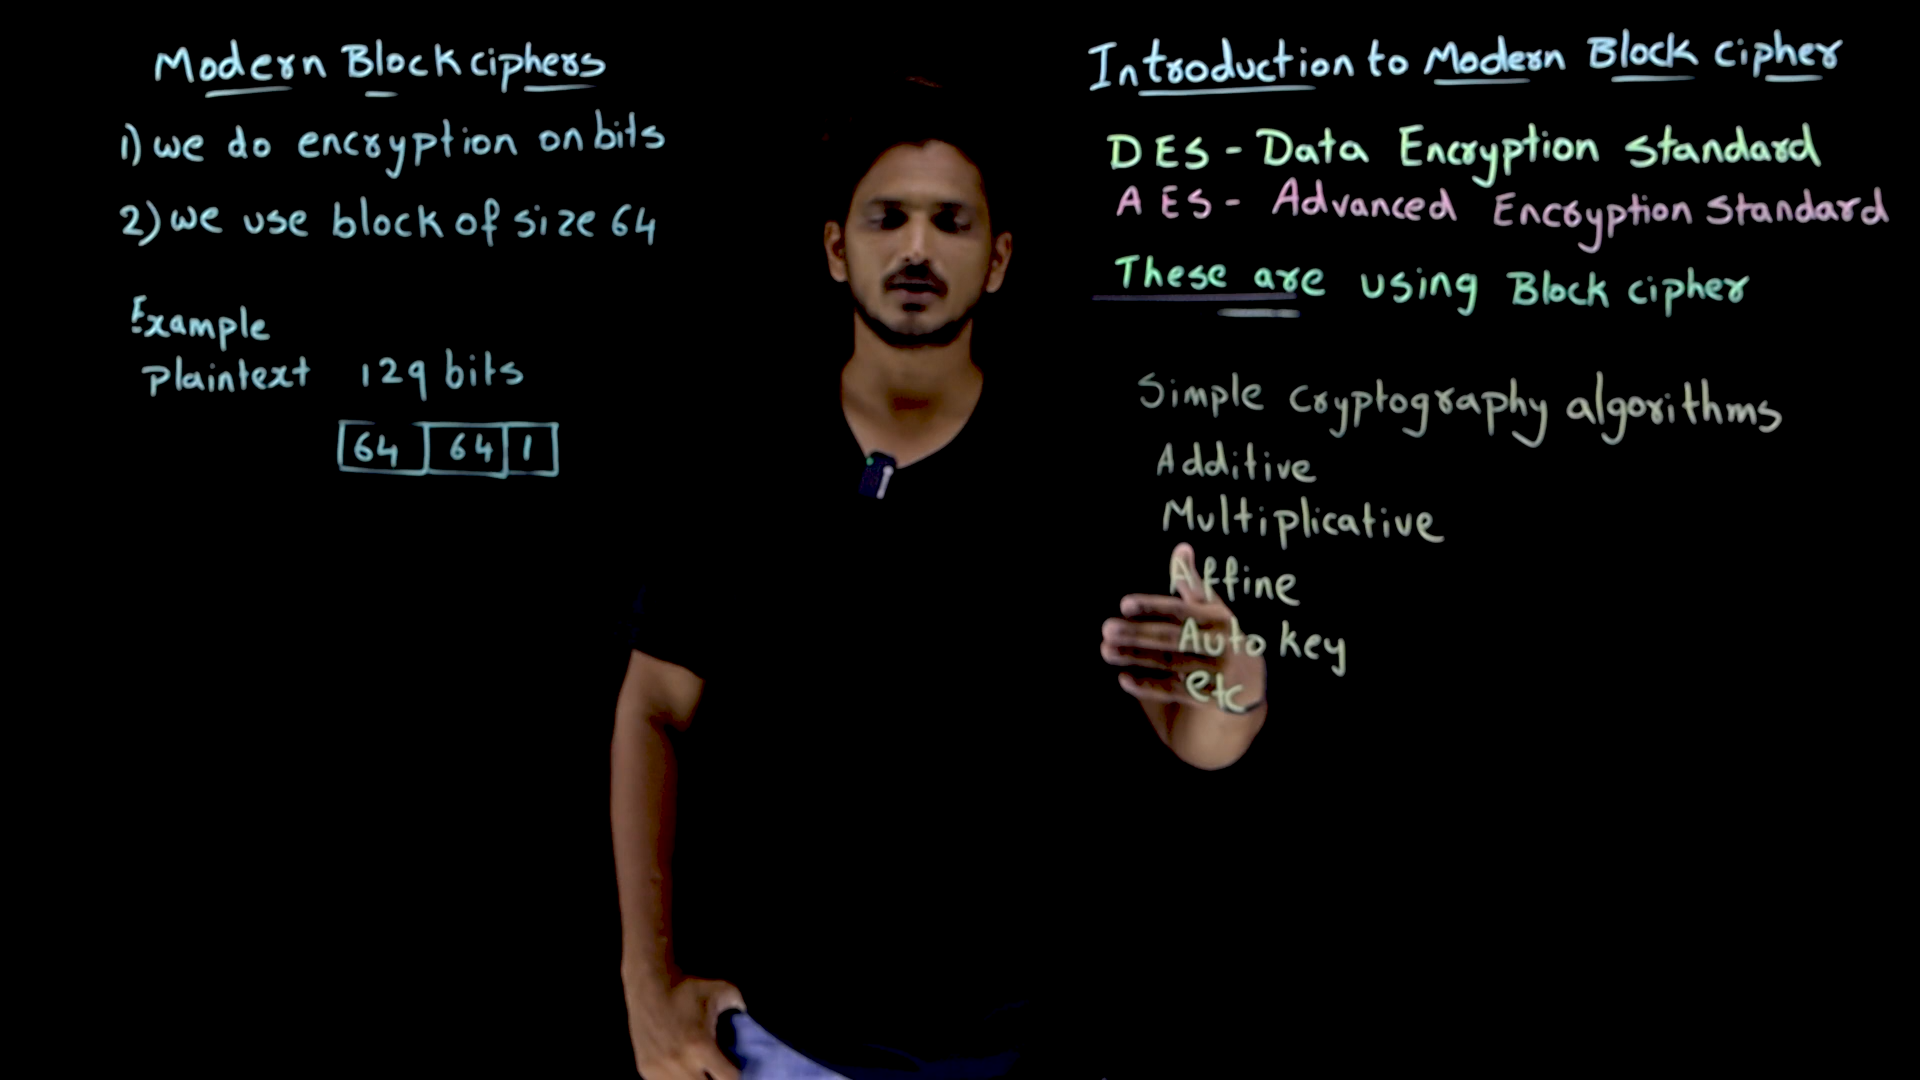 Modern Block ciphers
1) we do encryption on bits
2) we use block of size 64
Example
Plaintext 129 bits
64 64 1
Introduction to Modern Block cipher
DES - Data Encryption Standard
AES - Advanced Encryption Standard
These are using Block cipher
Simple cryptography algorithms
Additive
Multiplicative
Affine
Auto key
etc